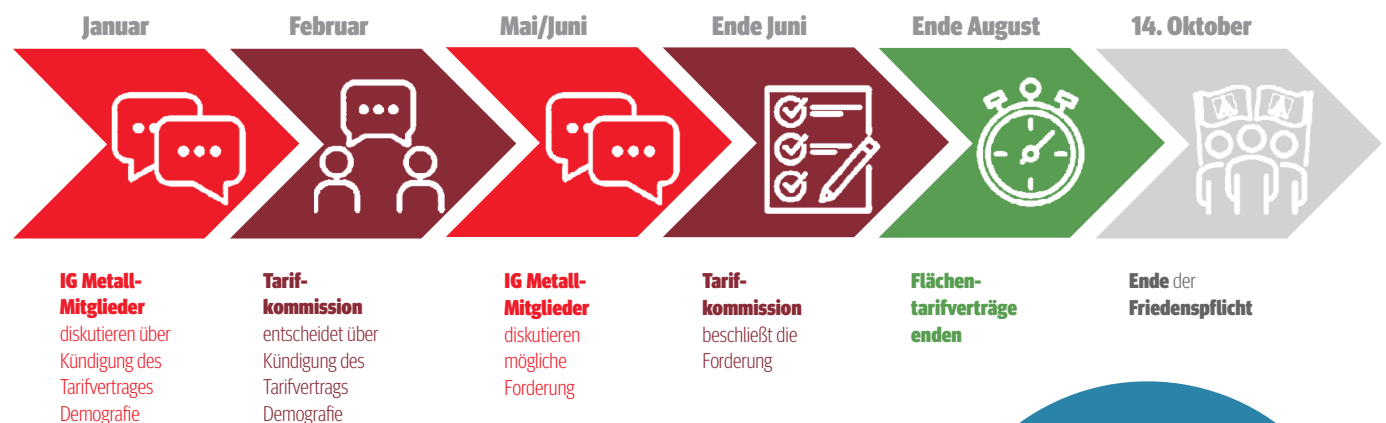 Januar
Februar
Mai/Juni
Ende Juni
Ende August
14. Oktober
IG Metall-
Mitglieder
diskutieren über
Kündigung des
Tarifvertrages
Demografie
Tarif-
kommission
entscheidet über
Kündigung des
Tarifvertrags
Demografie
IG Metall-
Mitglieder
diskutieren
mögliche
Forderung
Tarif-
kommission
beschließt die
Forderung
Flächen-
tarifverträge
enden
Ende der
Friedenspflicht